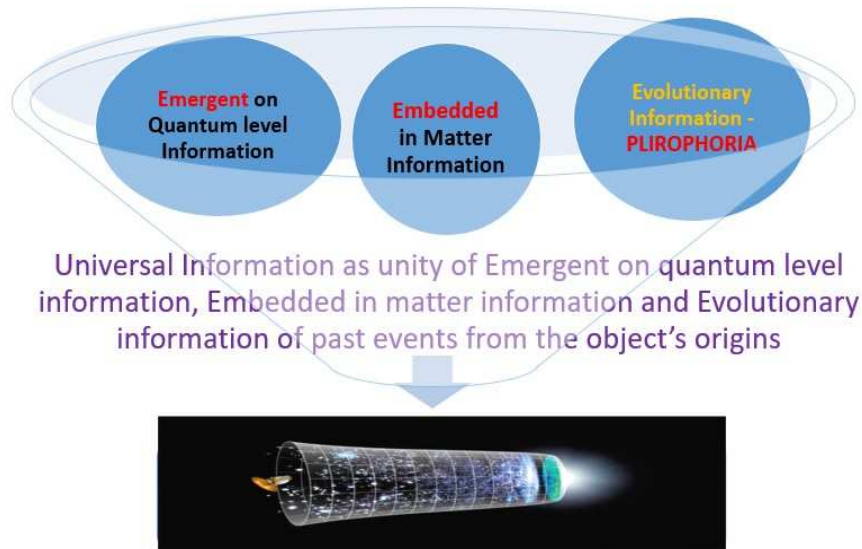 Emergent on
Quantum level
Information
Embedded
in Matter
Information
Evolutionary
Information -
PLIROPHORIA
Universal Information as unity of Emergent on quantum level
information, Embedded in matter information and Evolutionary
information of past events from the object's origins